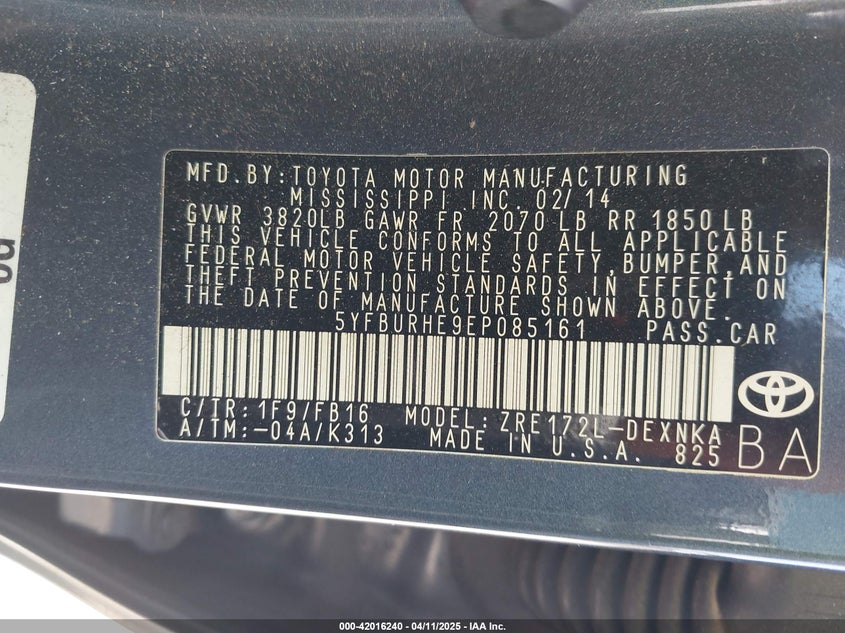 MFD.BY:TOYOTA MOTOR MANUFACTURING
MISSISSIPPI INC. 02/14
GVWR 3820LB GAWR FR 2070 LB RR 1850 LB
THIS VEHICLE CONFORMS TO ALL APPLICABLE
FEDERAL MOTOR VEHICLE SAFETY,BUMPER,AND
THEFT PREVENTION STANDARDS IN EFFECT ON
THE DATE OF MANUFACTURE SHOWN ABOVE.
5YFBURHE9EP085161 PASS.CAR
C/TR:1F9/FB16 MODEL:ZRE172L-DEXNKA
A/TM:-04A/K313 MADE IN U.S.A. 825
BA
000-42016240 - 04/11/2025 - IAA Inc.